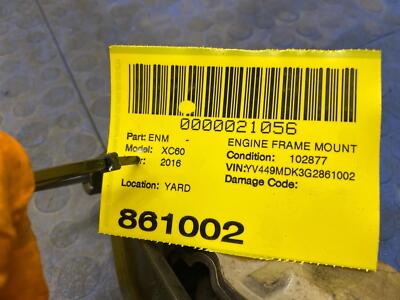 0000021056
Part: ENM - ENGINE FRAME MOUNT
Model: XC60 Condition: 102877
2016 VIN:YV449MDK3G2861002
Location: YARD Damage Code:
861002